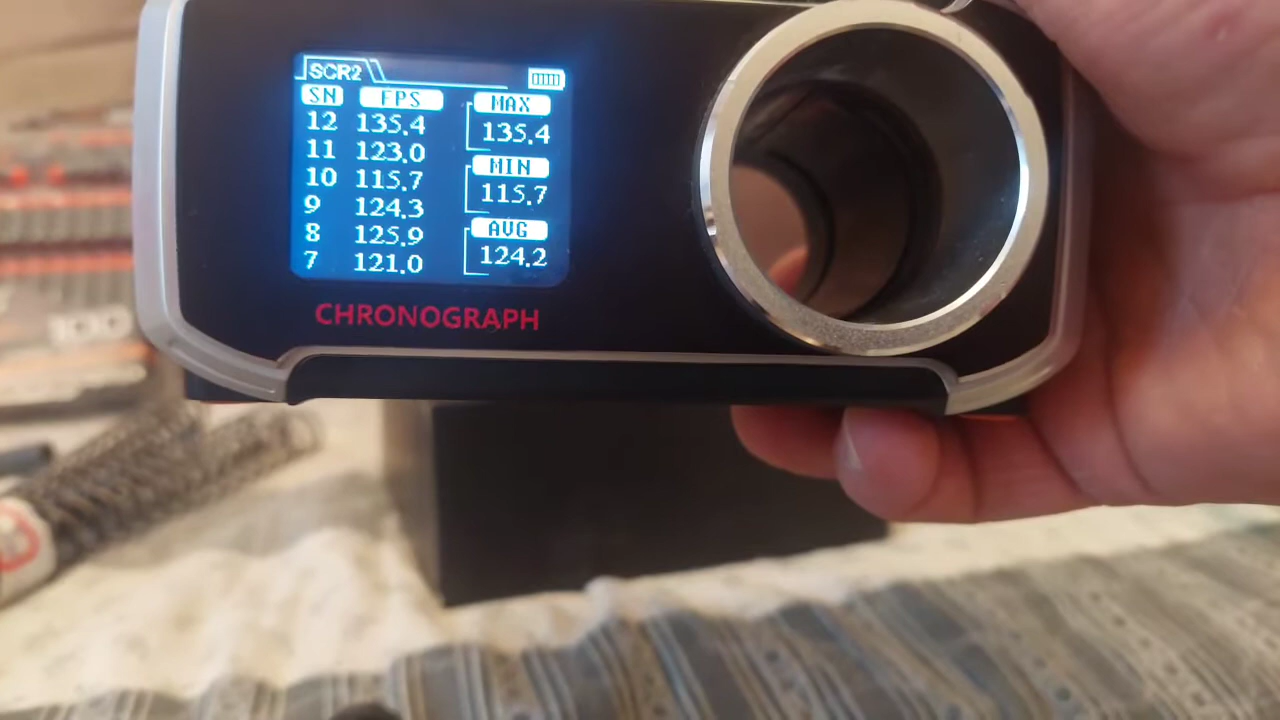 SCR2
SN FPS MAX
12 135.4 135.4
11 123.0
10 115.7 MIN
9 124.3 115.7
8 125.9 AVG
7 121.0 124.2
CHRONOGRAPH
100